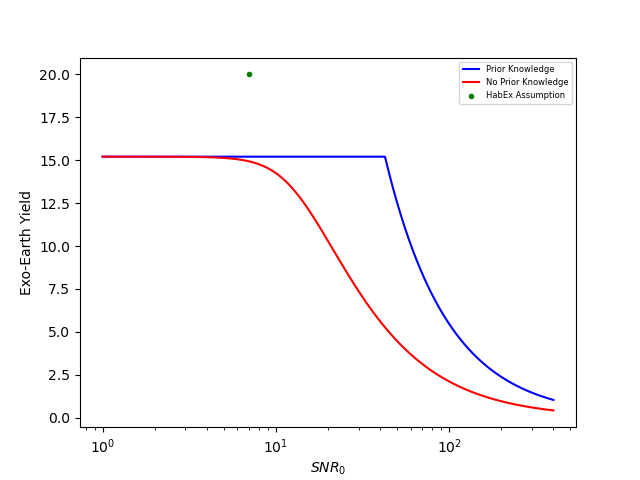 Prior Knowledge
No Prior Knowledge
HabEx Assumption
Exo-Earth Yield
20.0
17.5
15.0
12.5
10.0
7.5
5.0
2.5
0.0
10⁰ 10¹ 10²
SNR₀